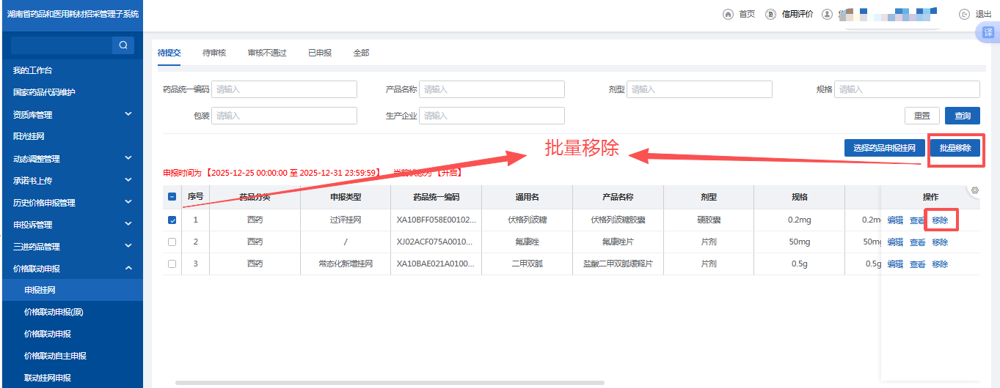 湖南省药品和医用耗材招采管理子系统
首页
信用评价
退出
译
我的工作台
国家药品代码维护
资质库管理
阳光挂网
动态调整管理
承诺书上传
历史价格申报管理
申投诉管理
三进药品管理
价格联动申报
申报挂网
价格联动申报(原)
价格联动申报
价格联动自主申报
联动挂网申报
待提交 待审核 审核不通过 已申报 全部
药品统一编码 请输入 产品名称 请输入 剂型 请输入 规格 请输入
包装 请输入 生产企业 请输入 重置 查询
批量移除
选择药品申报挂网 批量移除
申报时间为【2025-12-25 00:00:00 至 2025-12-31 23:59:59】 当前状态为【开启】
序号 药品分类 申报类型 药品统一编码 通用名 产品名称 剂型 规格 操作
1 西药 过评挂网 XA10BFF058E00102... 伏格列波糖 伏格列波糖胶囊 硬胶囊 0.2mg 0.2m 编辑 查看 移除
2 西药 / XJ02ACF075A0010... 氟康唑 氟康唑片 片剂 50mg 50mg 编辑 查看 移除
3 西药 常态化新增挂网 XA10BAE021A0100... 二甲双胍 盐酸二甲双胍缓释片 片剂 0.5g 0.5g 编辑 查看 移除